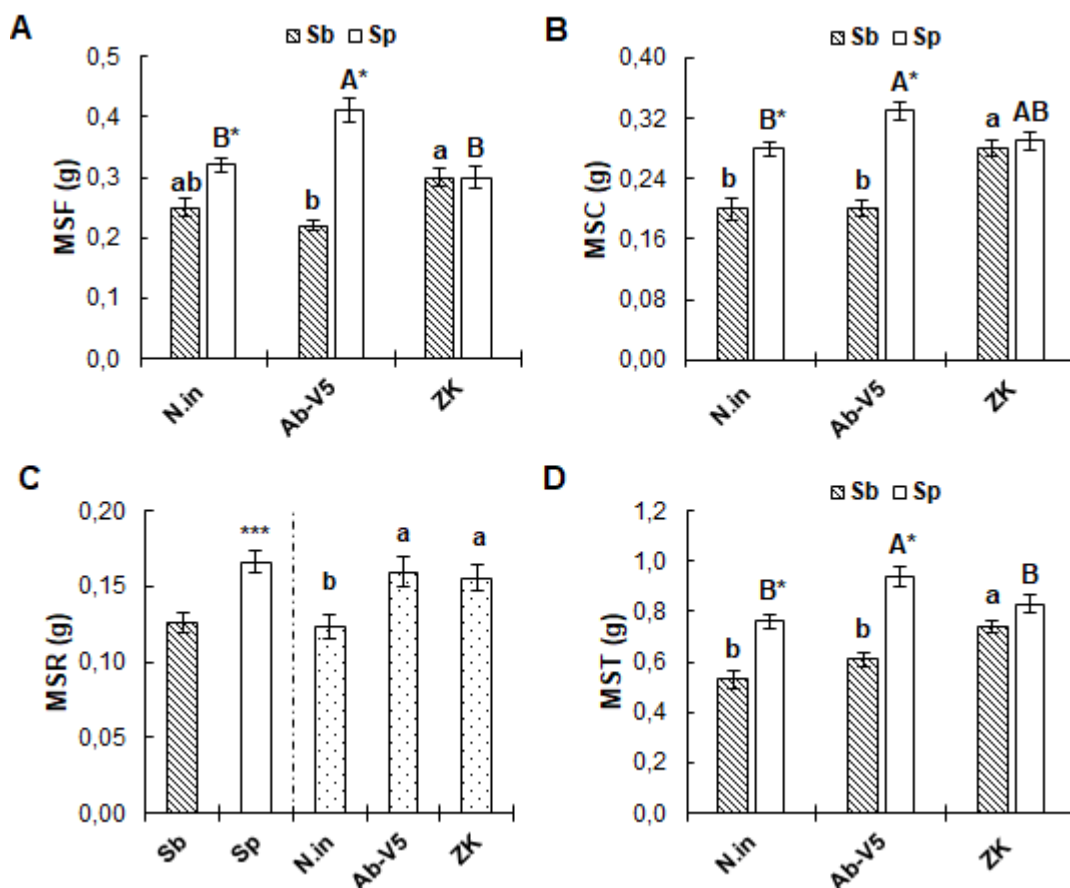 A
Sb Sp
0,5
0,4
0,3
0,2
0,1
0,0
MSF (g)
ab B*
b A*
a B
N.in Ab-V5 ZK
B
Sb Sp
0,40
0,32
0,24
0,16
0,08
0,00
MSC (g)
b B*
b A*
a AB
N.in Ab-V5 ZK
C
0,20
0,15
0,10
0,05
0,00
MSR (g)
***
b a a
Sb Sp N.in Ab-V5 ZK
D
Sb Sp
1,2
1,0
0,8
0,6
0,4
0,2
0,0
MST (g)
b B*
b A*
a B
N.in Ab-V5 ZK